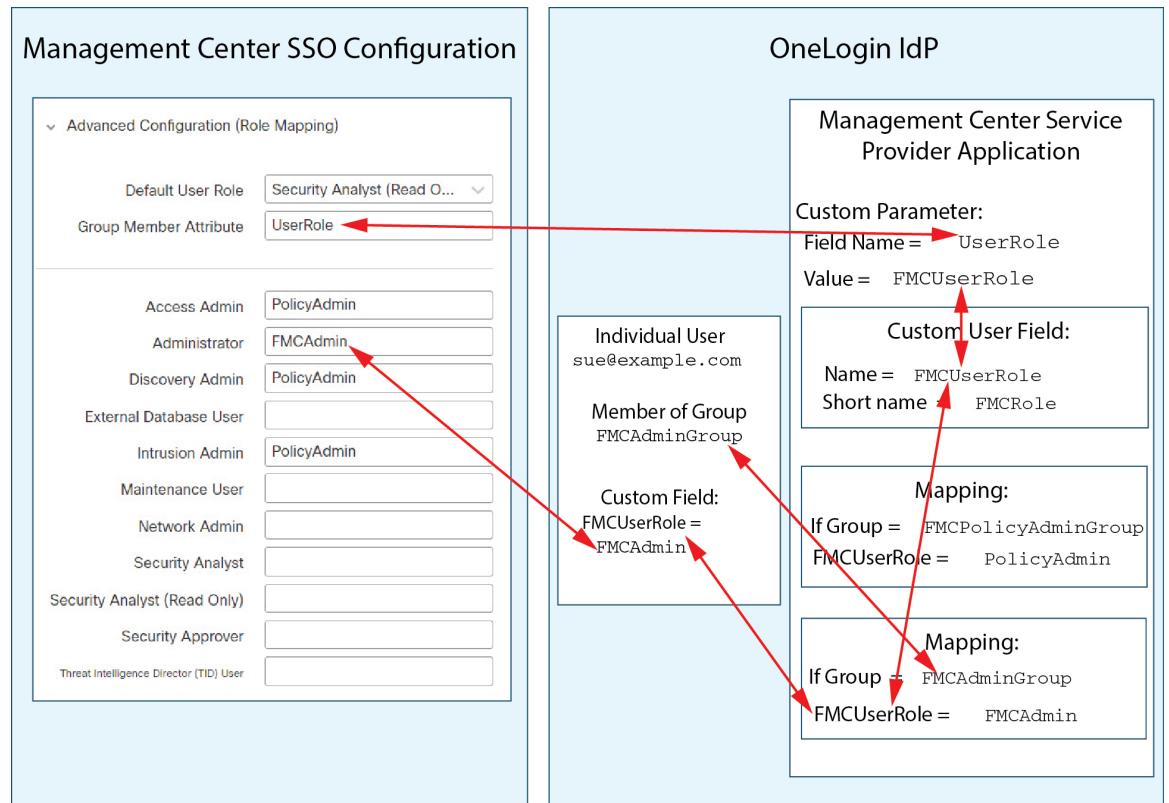 Management Center SSO Configuration
Advanced Configuration (Role Mapping)
Default User Role Security Analyst (Read O...
Group Member Attribute UserRole
Access Admin PolicyAdmin
Administrator FMCAdmin
Discovery Admin PolicyAdmin
External Database User
Intrusion Admin PolicyAdmin
Maintenance User
Network Admin
Security Analyst
Security Analyst (Read Only)
Security Approver
Threat Intelligence Director (TID) User
OneLogin IdP
Individual User
sue@example.com
Member of Group
FMCAdminGroup
Custom Field:
FMCUserRole =
FMCAdmin
Management Center Service
Provider Application
Custom Parameter:
Field Name = UserRole
Value = FMCUserRole
Custom User Field:
Name = FMCUserRole
Short name = FMCRole
Mapping:
If Group = FMCPolicyAdminGroup
FMCUserRole = PolicyAdmin
Mapping:
If Group = FMCAdminGroup
FMCUserRole = FMCAdmin